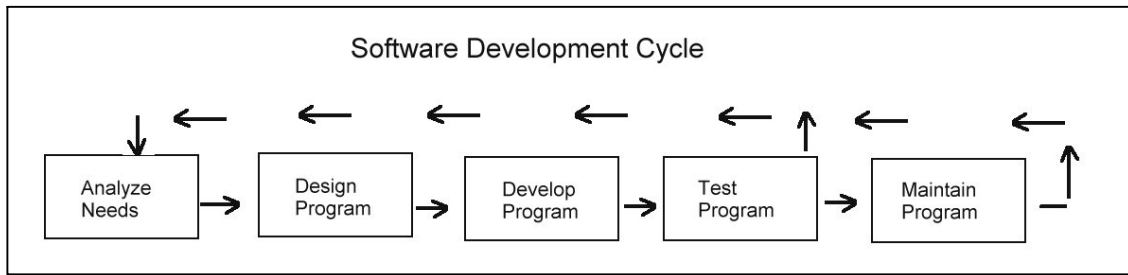 Software Development Cycle
Analyze
Needs
Design
Program
Develop
Program
Test
Program
Maintain
Program